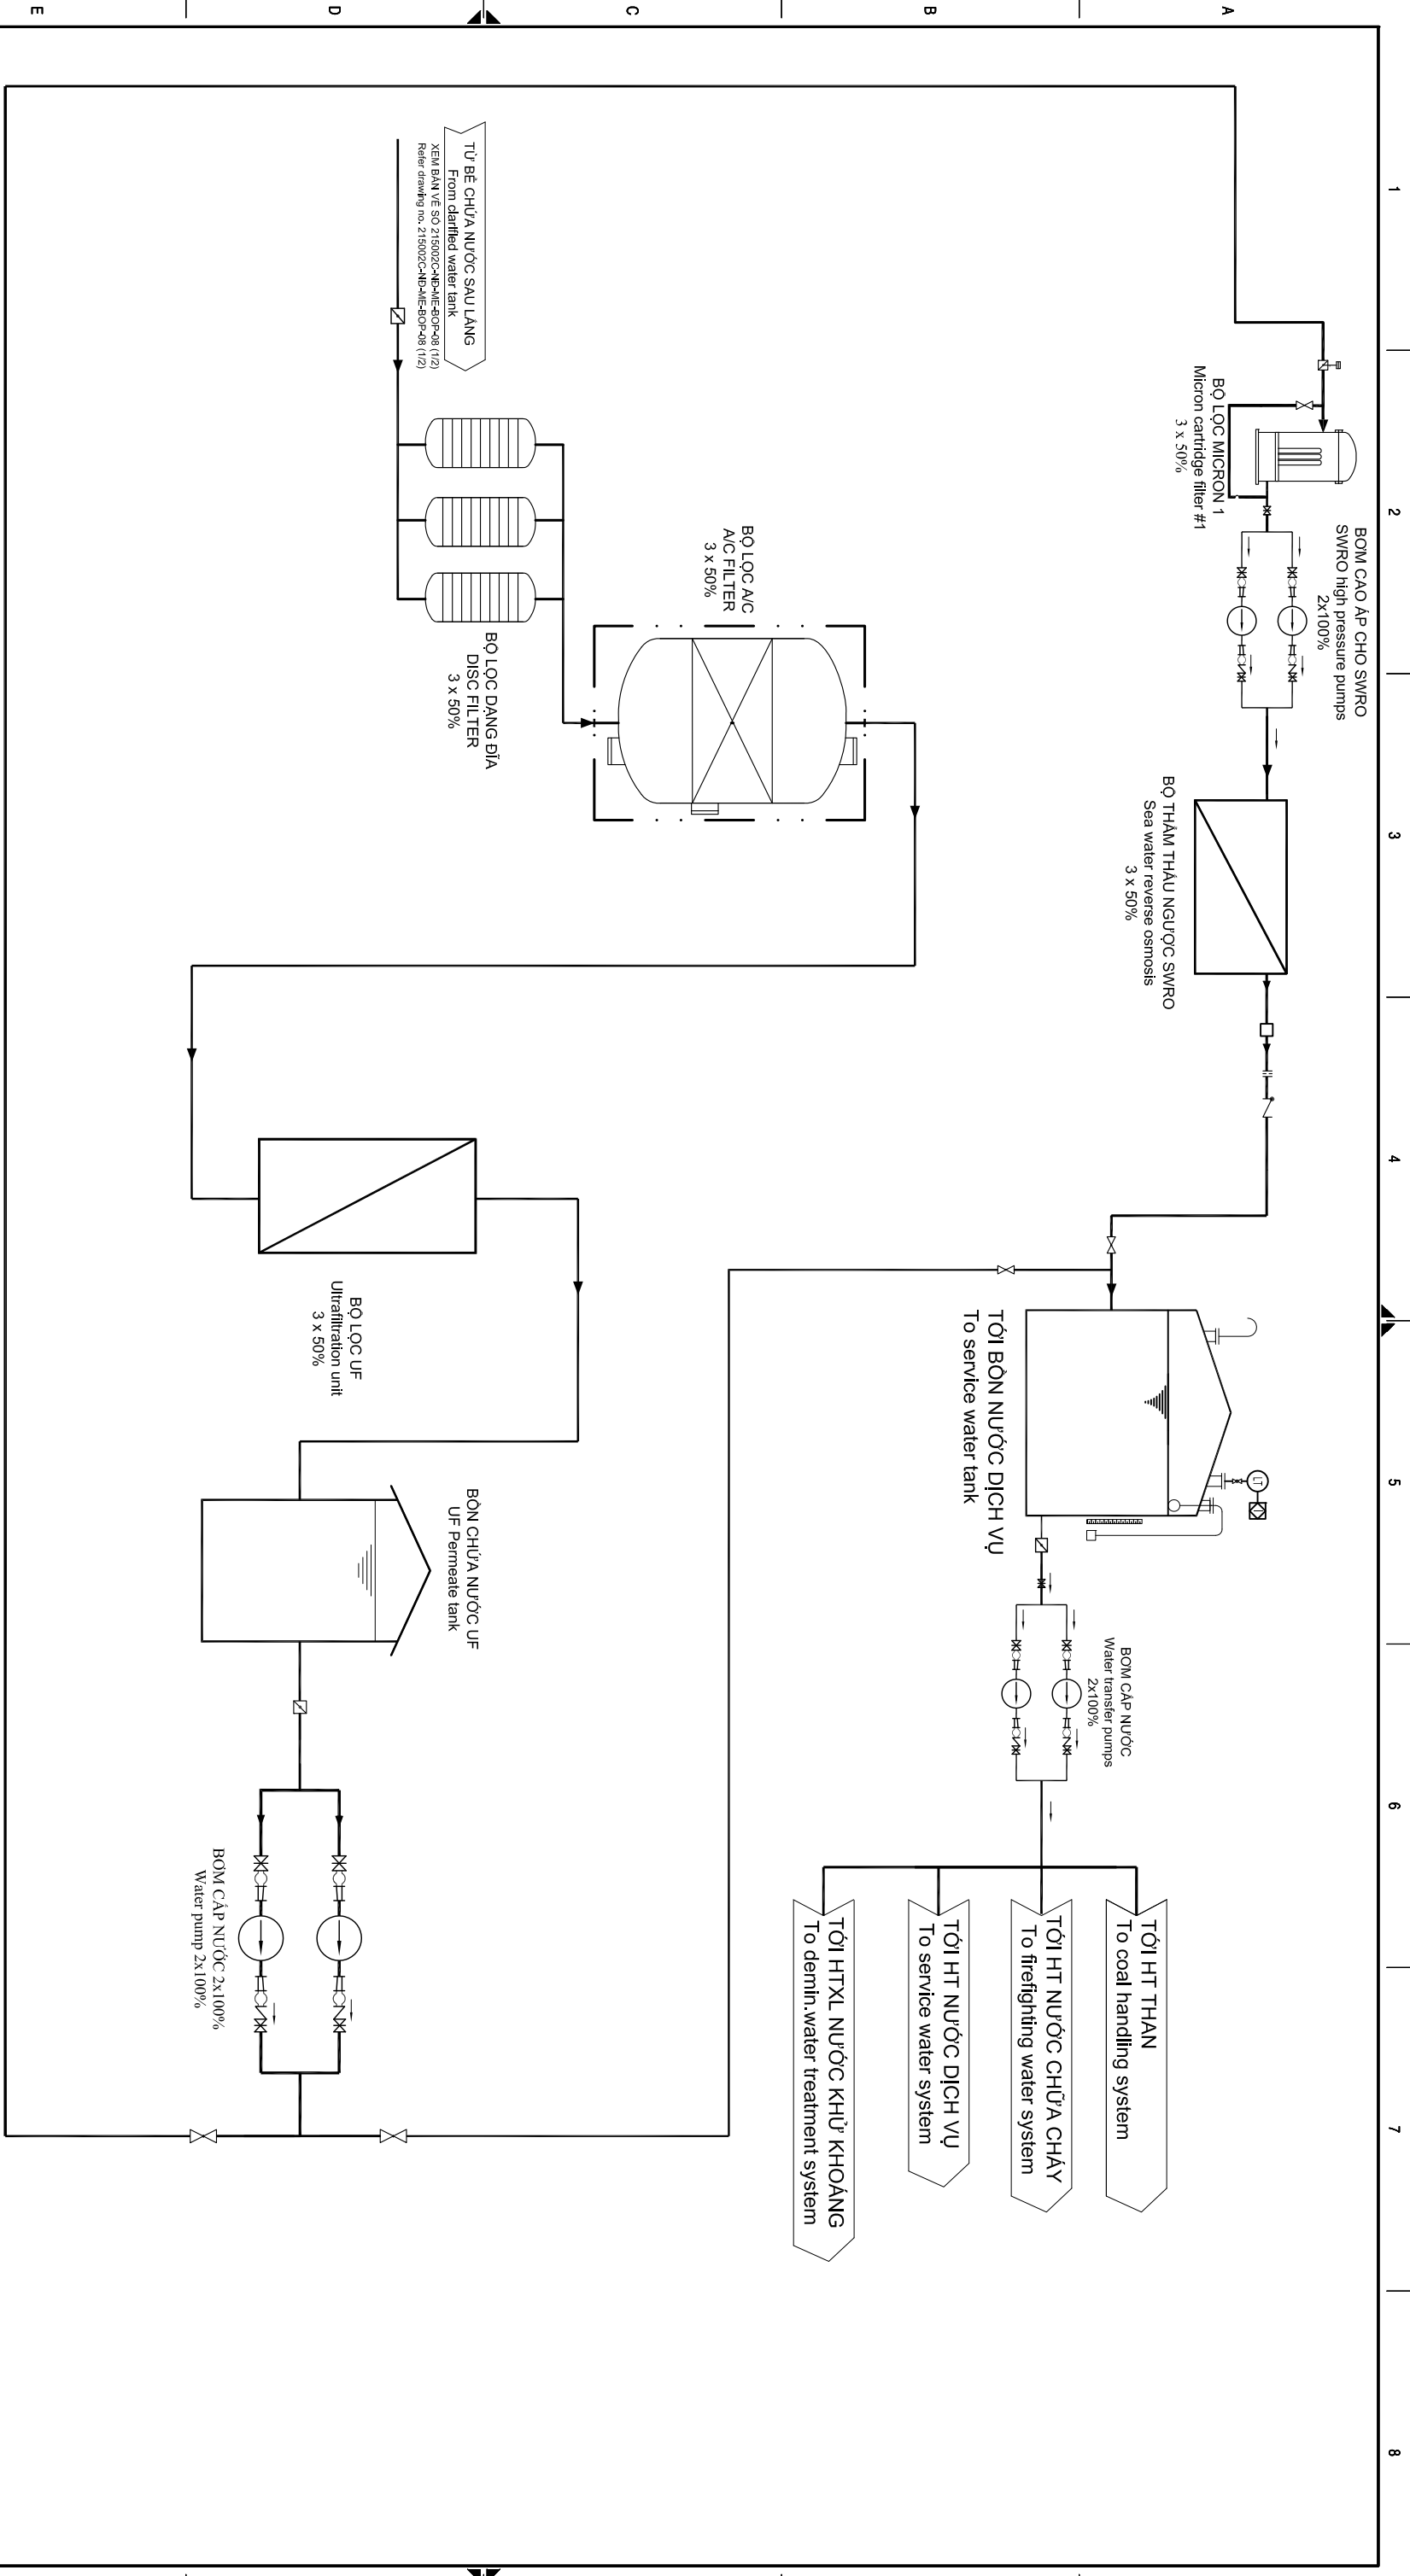 1
2
3
4
5
6
7
8
A
B
C
D
E
BỘ LỌC MICRON 1
Micron cartridge filter #1
3 x 50%
BƠM CAO ÁP CHO SWRO
SWRO high pressure pumps
2x100%
BỘ THẨM THẤU NGƯỢC SWRO
Sea water reverse osmosis
3 x 50%
TỚI BỒN NƯỚC DỊCH VỤ
To service water tank
LT
I
BƠM CẤP NƯỚC
Water transfer pumps
2x100%
TỚI HT THAN
To coal handling system
TỚI HT NƯỚC CHỮA CHÁY
To firefighting water system
TỚI HT NƯỚC DỊCH VỤ
To service water system
TỚI HTXL NƯỚC KHỬ KHOÁNG
To demin.water treatment system
BỘ LỌC A/C
A/C FILTER
3 x 50%
TỪ BỂ CHỨA NƯỚC SAU LẮNG
From clarified water tank
XEM BẢN VẼ SỐ 215002C-NĐ-ME-BOP-08 (1/2)
Refer drawing no. 215002C-NĐ-ME-BOP-08 (1/2)
BỘ LỌC DẠNG ĐĨA
DISC FILTER
3 x 50%
BỘ LỌC UF
Ultrafiltration unit
3 x 50%
BỒN CHỨA NƯỚC UF
UF Permeate tank
BƠM CẤP NƯỚC 2x100%
Water pump 2x100%